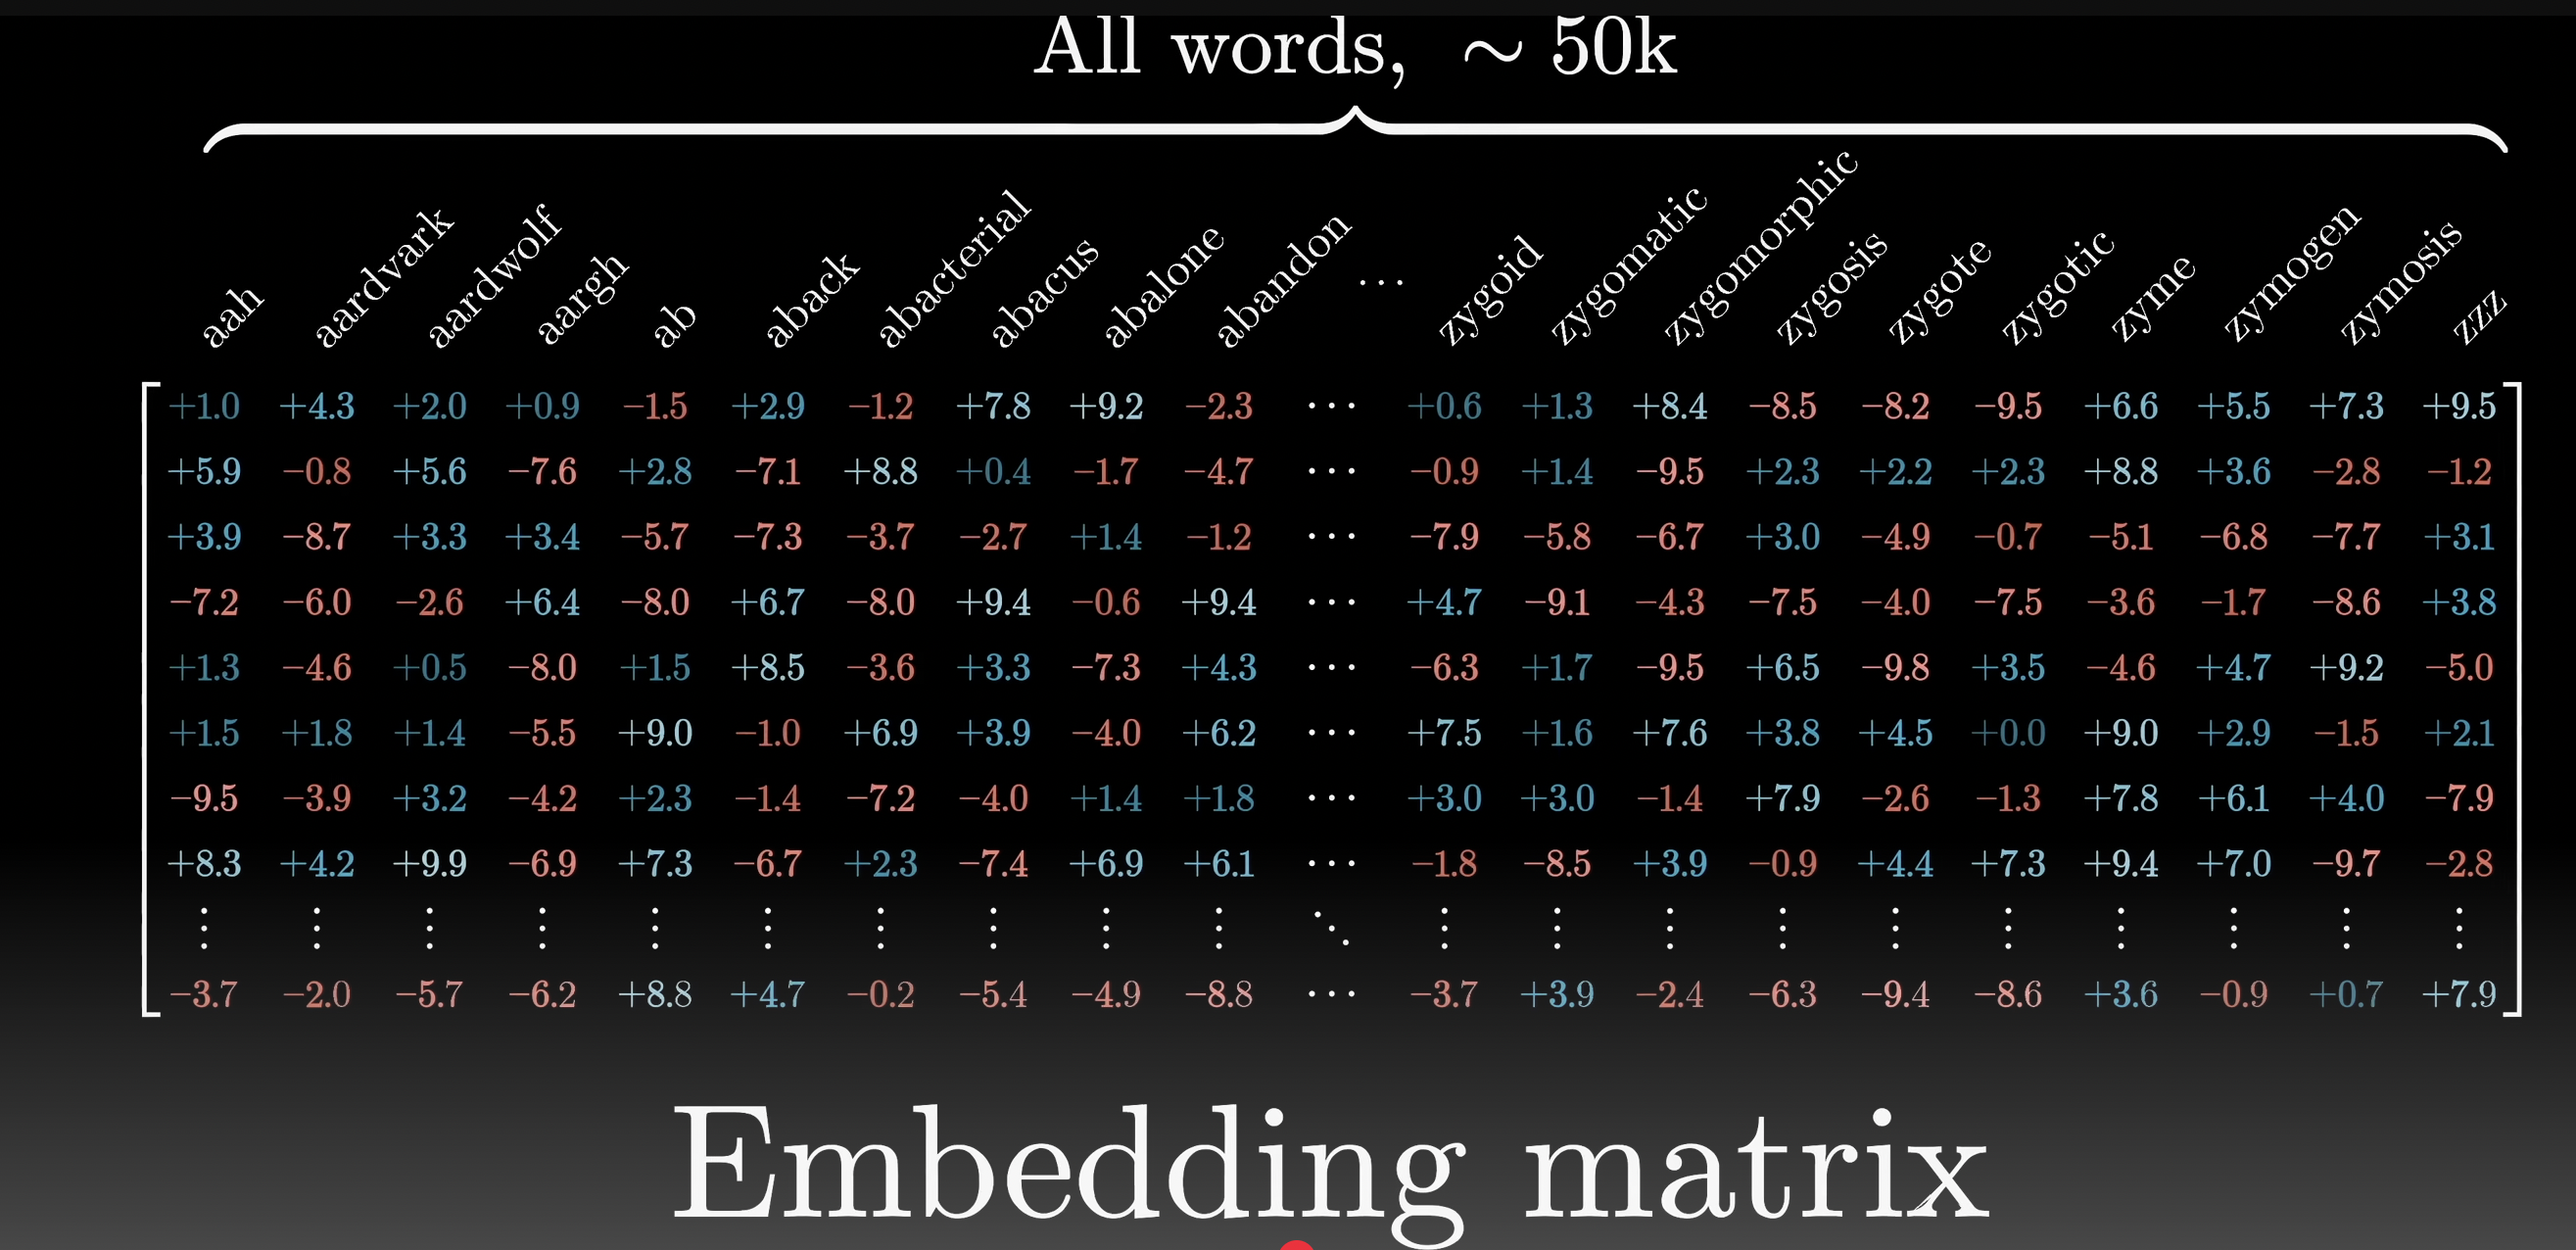 All words, ∼ 50k
aah aardvark aardwolf aargh ab aback abacterial abacus abalone abandon ⋯ zygoid zygomatic zygomorphic zygosis zygote zygotic zyme zymogen zymosis zzz
+1.0 +4.3 +2.0 +0.9 −1.5 +2.9 −1.2 +7.8 +9.2 −2.3 ⋯ +0.6 +1.3 +8.4 −8.5 −8.2 −9.5 +6.6 +5.5 +7.3 +9.5
+5.9 −0.8 +5.6 −7.6 +2.8 −7.1 +8.8 +0.4 −1.7 −4.7 ⋯ −0.9 +1.4 −9.5 +2.3 +2.2 +2.3 +8.8 +3.6 −2.8 −1.2
+3.9 −8.7 +3.3 +3.4 −5.7 −7.3 −3.7 −2.7 +1.4 −1.2 ⋯ −7.9 −5.8 −6.7 +3.0 −4.9 −0.7 −5.1 −6.8 −7.7 +3.1
−7.2 −6.0 −2.6 +6.4 −8.0 +6.7 −8.0 +9.4 −0.6 +9.4 ⋯ +4.7 −9.1 −4.3 −7.5 −4.0 −7.5 −3.6 −1.7 −8.6 +3.8
+1.3 −4.6 +0.5 −8.0 +1.5 +8.5 −3.6 +3.3 −7.3 +4.3 ⋯ −6.3 +1.7 −9.5 +6.5 −9.8 +3.5 −4.6 +4.7 +9.2 −5.0
+1.5 +1.8 +1.4 −5.5 +9.0 −1.0 +6.9 +3.9 −4.0 +6.2 ⋯ +7.5 +1.6 +7.6 +3.8 +4.5 +0.0 +9.0 +2.9 −1.5 +2.1
−9.5 −3.9 +3.2 −4.2 +2.3 −1.4 −7.2 −4.0 +1.4 +1.8 ⋯ +3.0 +3.0 −1.4 +7.9 −2.6 −1.3 +7.8 +6.1 +4.0 −7.9
+8.3 +4.2 +9.9 −6.9 +7.3 −6.7 +2.3 −7.4 +6.9 +6.1 ⋯ −1.8 −8.5 +3.9 −0.9 +4.4 +7.3 +9.4 +7.0 −9.7 −2.8
⋮ ⋮ ⋮ ⋮ ⋮ ⋮ ⋮ ⋮ ⋮ ⋮ ⋱ ⋮ ⋮ ⋮ ⋮ ⋮ ⋮ ⋮ ⋮ ⋮ ⋮
−3.7 −2.0 −5.7 −6.2 +8.8 +4.7 −0.2 −5.4 −4.9 −8.8 ⋯ −3.7 +3.9 −2.4 −6.3 −9.4 −8.6 +3.6 −0.9 +0.7 +7.9
Embedding matrix